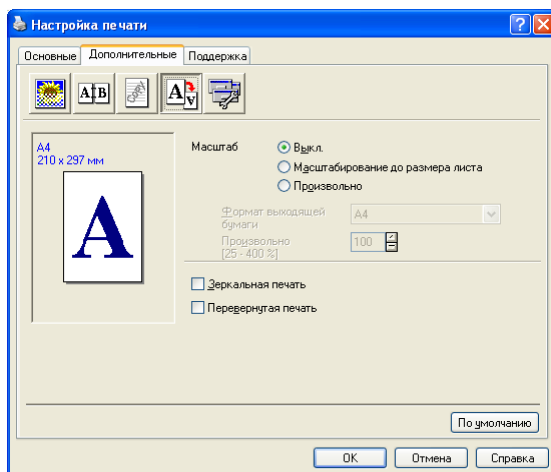 Настройка печати
Основные Дополнительные Поддержка
A4
210 x 297 мм
A
Масштаб
Выкл.
Масштабирование до размера листа
Произвольно
Формат выходящей
бумаги
A4
Произвольно
[25 - 400 %]
100
Зеркальная печать
Перевернутая печать
По умолчанию
OK Отмена Справка